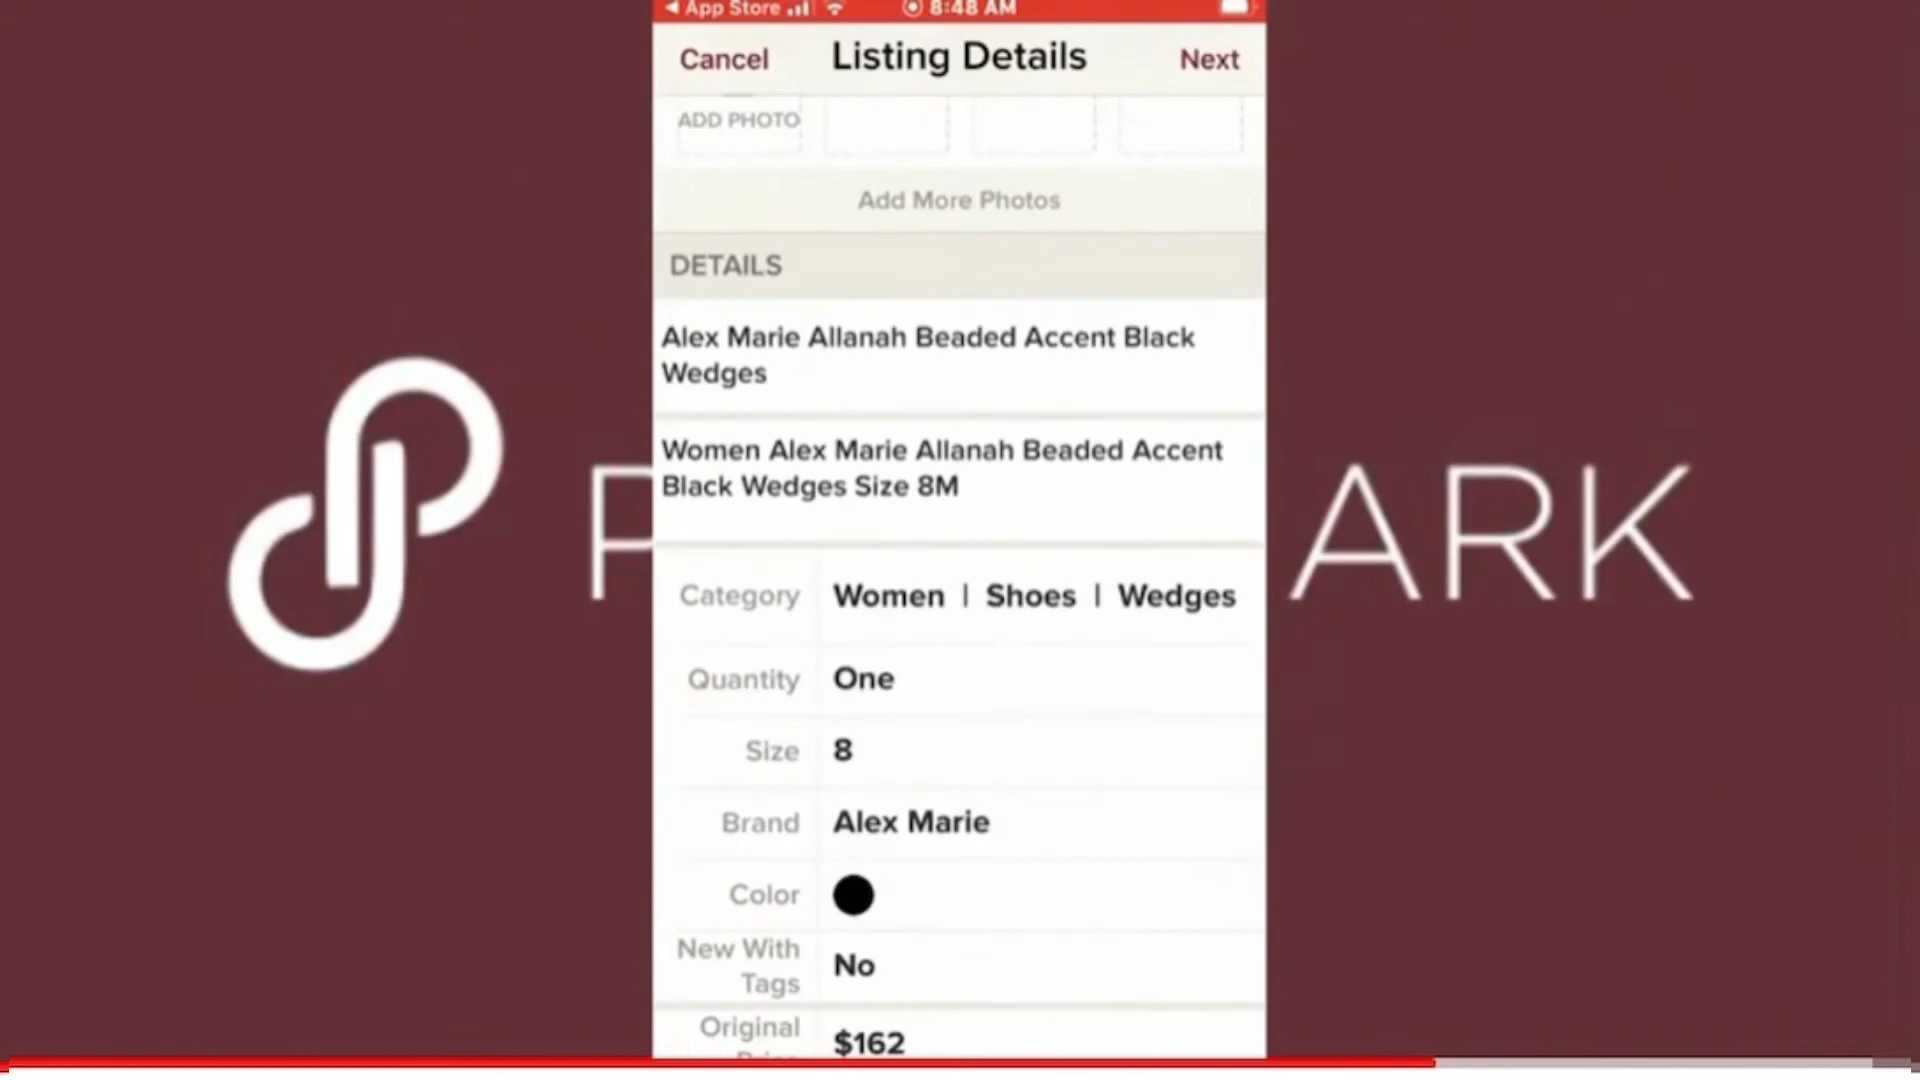 App Store
8:48 AM
Cancel
Listing Details
Next
ADD PHOTO
Add More Photos
DETAILS
Alex Marie Allanah Beaded Accent Black
Wedges
Women Alex Marie Allanah Beaded Accent
Black Wedges Size 8M
P
ARK
Category
Women | Shoes | Wedges
Quantity
One
Size
8
Brand
Alex Marie
Color
New With
Tags
No
Original
$162